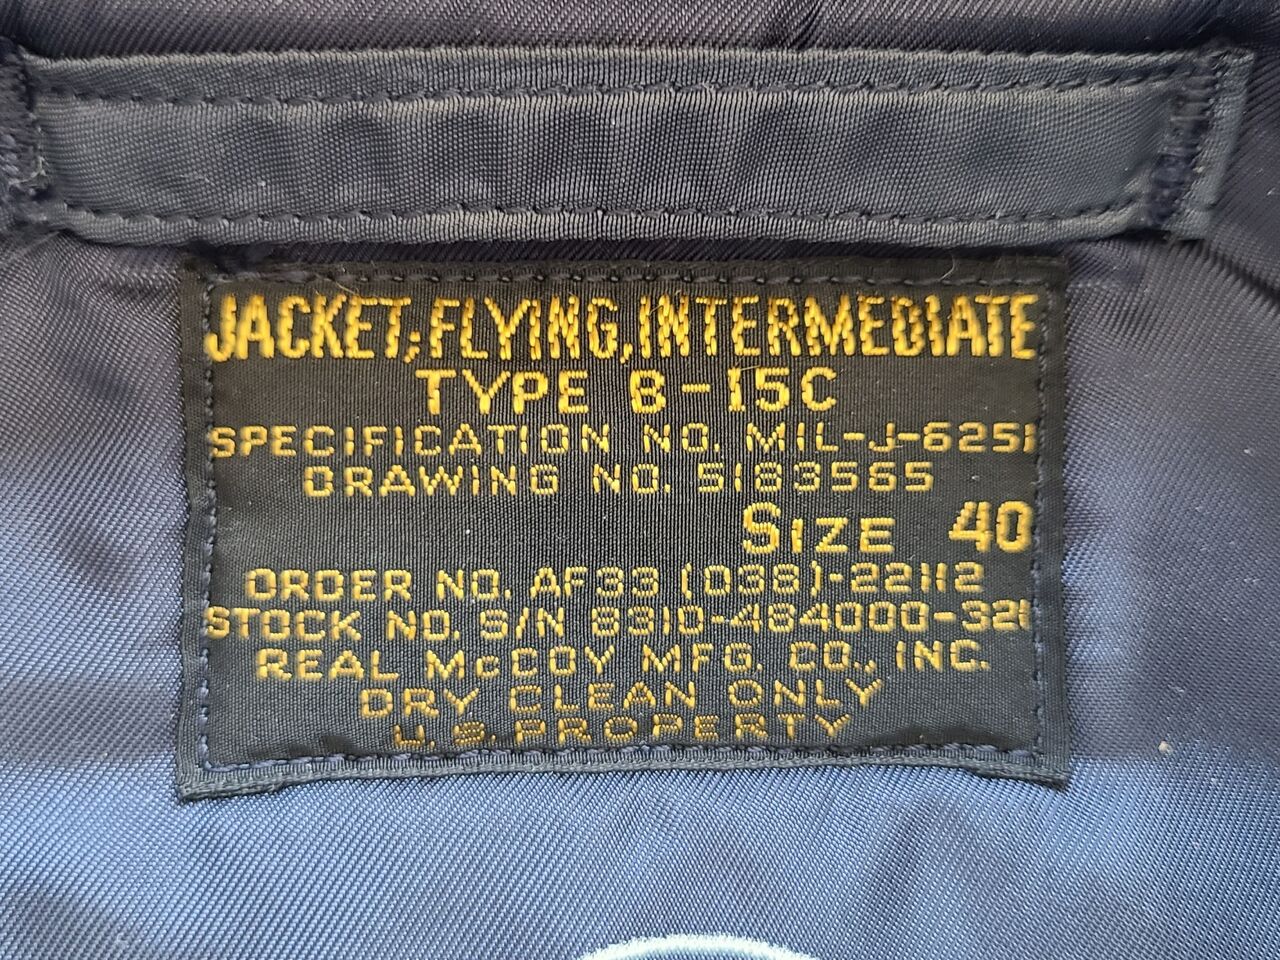 JACKET, FLYING, INTERMEDIATE
TYPE B-15C
SPECIFICATION NO. MIL-J-6251
DRAWING NO. 5183565
SIZE 40
ORDER NO. AF33 (038)-22112
STOCK NO. S/N 8310-484000-321
REAL McCOY MFG. CO., INC.
DRY CLEAN ONLY
U.S. PROPERTY